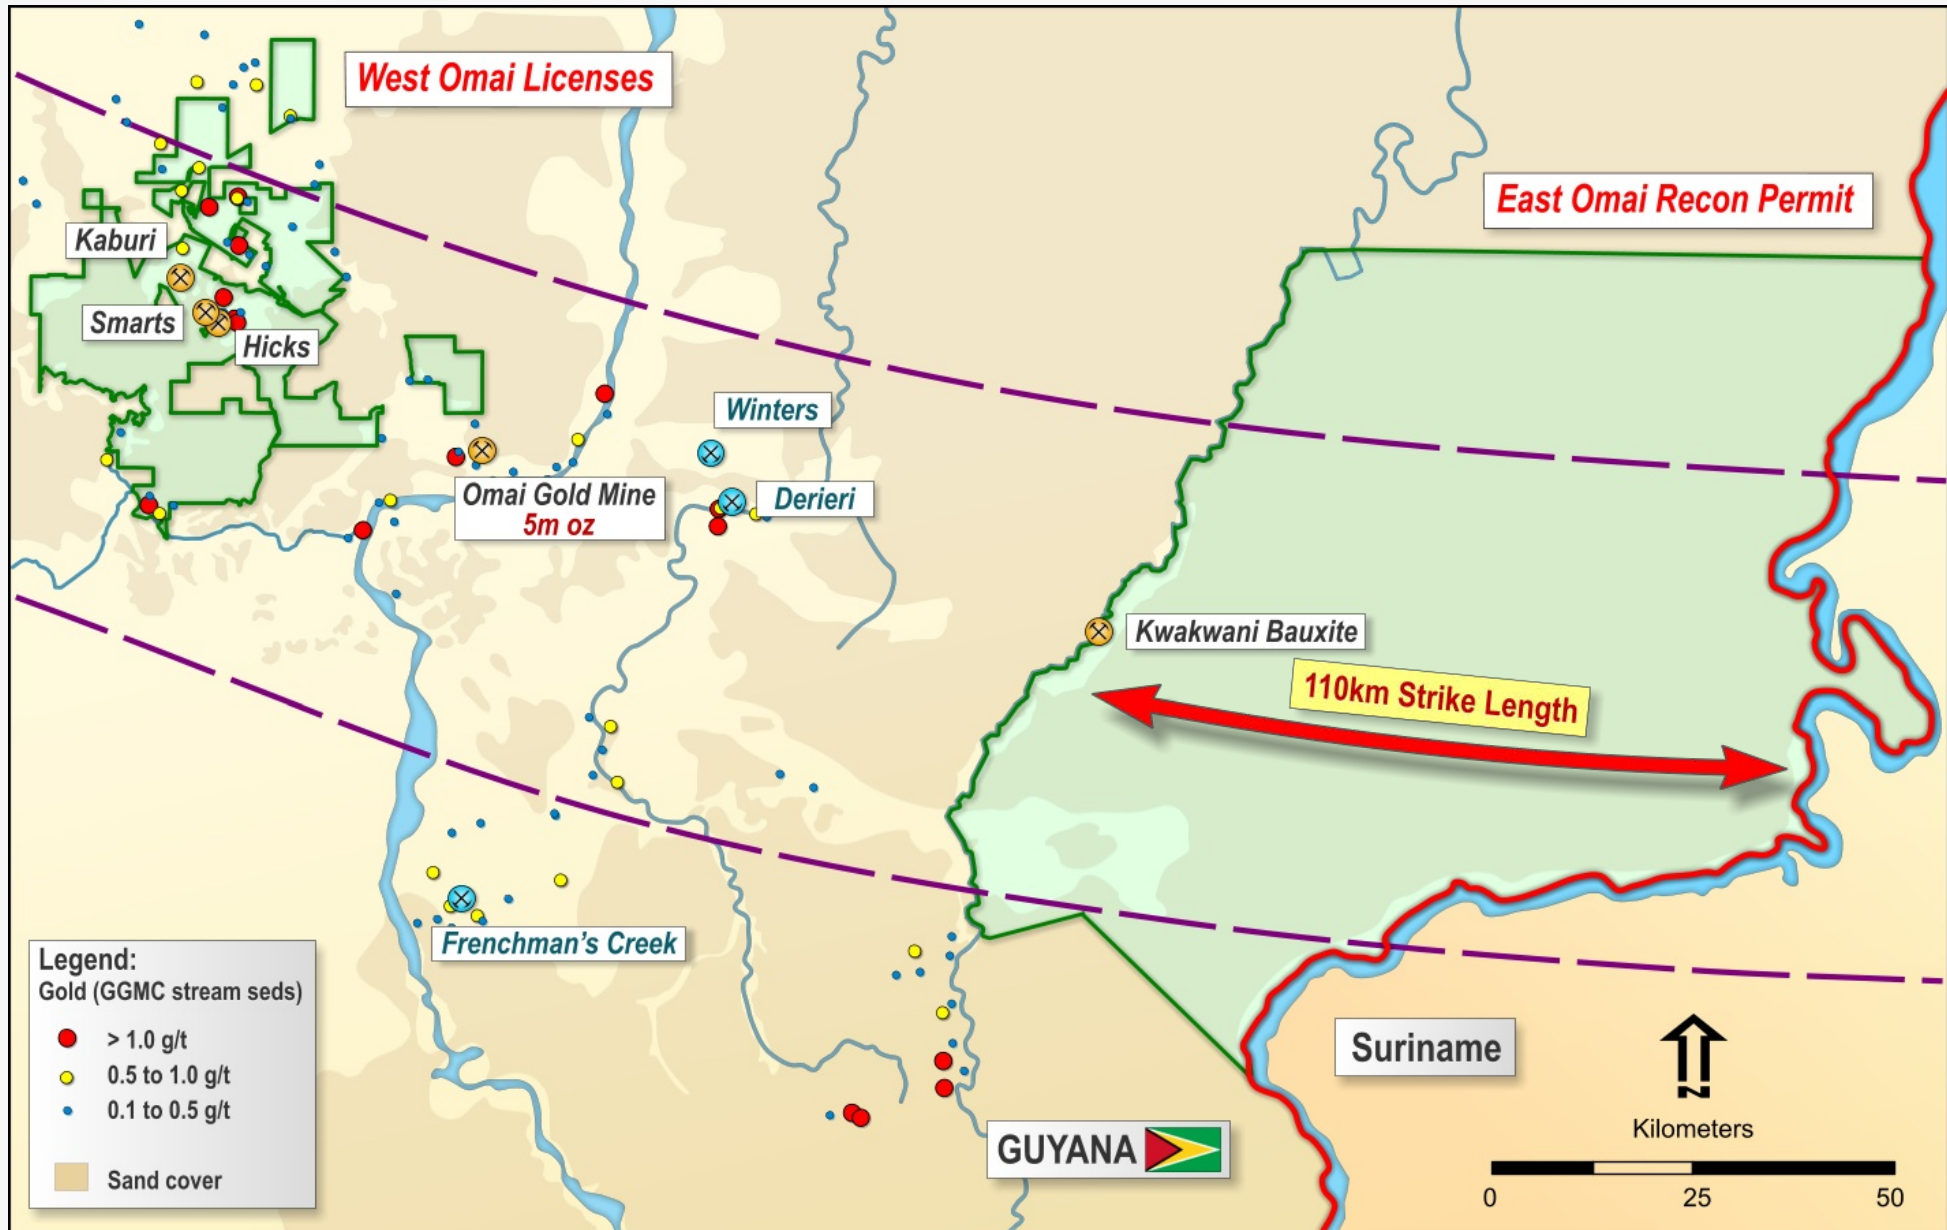 West Omai Licenses
East Omai Recon Permit
Kaburi
Smarts
Hicks
Winters
Derieri
Omai Gold Mine
5m oz
Kwakwani Bauxite
110km Strike Length
Frenchman's Creek
Legend:
Gold (GGMC stream seds)
> 1.0 g/t
0.5 to 1.0 g/t
0.1 to 0.5 g/t
Sand cover
Suriname
GUYANA
N
Kilometers
0 25 50